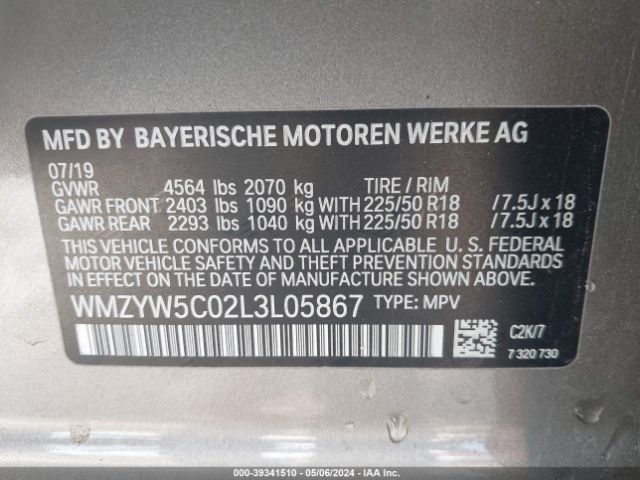 MFD BY BAYERISCHE MOTOREN WERKE AG
07/19
GVWR 4564 lbs 2070 kg TIRE / RIM
GAWR FRONT 2403 lbs 1090 kg WITH 225/50 R18 /7.5J x 18
GAWR REAR 2293 lbs 1040 kg WITH 225/50 R18 /7.5J x 18
THIS VEHICLE CONFORMS TO ALL APPLICABLE U. S. FEDERAL
MOTOR VEHICLE SAFETY AND THEFT PREVENTION STANDARDS
IN EFFECT ON THE DATE OF MANUFACTURE SHOWN ABOVE.
WMZYW5C02L3L05867 TYPE: MPV
C2K/7
7 320 730
000-39341510 - 05/06/2024 - IAA Inc.